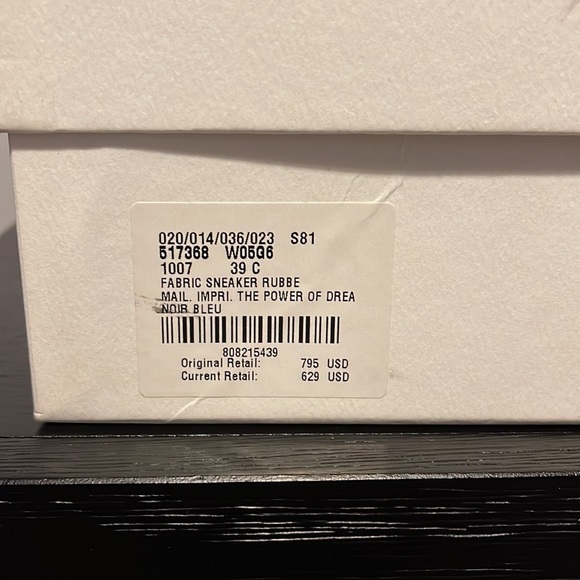 020/014/036/023 S81
517368 W05G6
1007 39 C
FABRIC SNEAKER RUBBE
MAIL. IMPRI. THE POWER OF DREA
NOIR BLEU
808215439
Original Retail: 795 USD
Current Retail: 629 USD